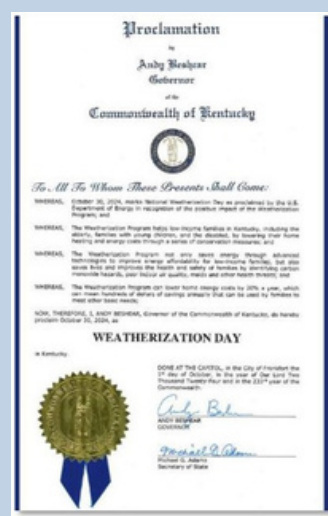 Proclamation
by
Andy Beshear
Governor
of the
Commonwealth of Kentucky
To All To Whom These Presents Shall Come:
WHEREAS, October 30, 2024, marks National Weatherization Day as proclaimed by the U.S.
Department of Energy in recognition of the positive impact of the Weatherization
Program; and
WHEREAS, The Weatherization Program helps low-income families in Kentucky, including the
elderly, families with young children, and the disabled, by lowering their home
heating and energy costs through a series of conservation measures; and
WHEREAS, The Weatherization Program not only saves energy through advanced
technologies to improve energy affordability for low-income families, but also
saves lives and improves the health and safety of families by identifying carbon
monoxide hazards, poor indoor air quality, molds and other health threats; and
WHEREAS, The Weatherization Program can lower home energy costs by 20% a year, which
can mean hundreds of dollars of savings annually that can be used by families to
meet other basic needs;
NOW, THEREFORE, I, ANDY BESHEAR, Governor of the Commonwealth of Kentucky, do hereby
proclaim October 30, 2024, as
WEATHERIZATION DAY
in Kentucky.
DONE AT THE CAPITOL, in the City of Frankfort the
1st day of October, in the year of Our Lord Two
Thousand Twenty-Four and in the 233rd year of the
Commonwealth.
ANDY BESHEAR
GOVERNOR
Michael G. Adams
Michael G. Adams
Secretary of State